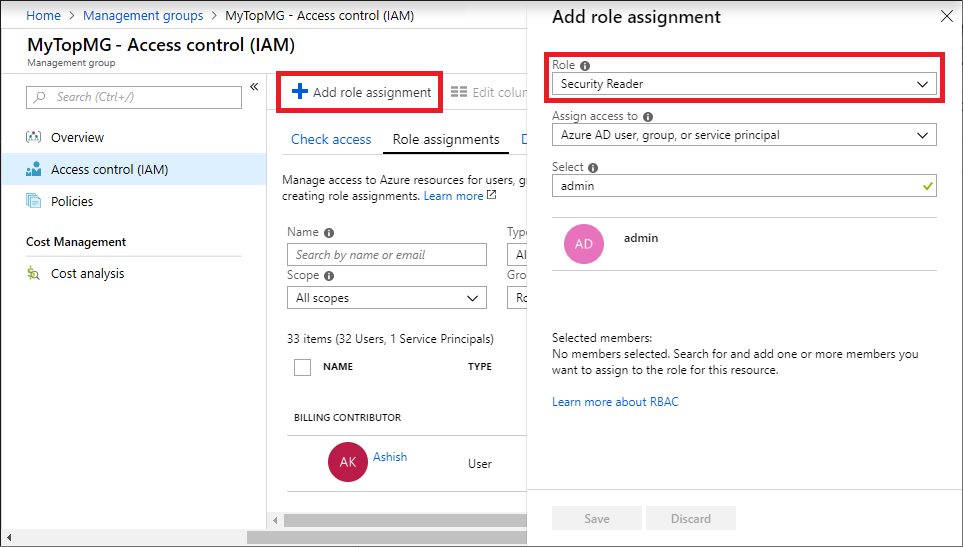 Home > Management groups > MyTopMG - Access control (IAM)
MyTopMG - Access control (IAM)
Management group
Search (Ctrl+/)
Overview
Access control (IAM)
Policies
Cost Management
Cost analysis
Add role assignment
Edit colu
Check access
Role assignments
D
Manage access to Azure resources for users, g
creating role assignments. Learn more
Name
Typ
Search by name or email
Al
Scope
Gro
All scopes
Ro
33 items (32 Users, 1 Service Principals)
NAME
TYPE
BILLING CONTRIBUTOR
AK
Ashish
User
Add role assignment
Role
Security Reader
Assign access to
Azure AD user, group, or service principal
Select
admin
AD
admin
Selected members:
No members selected. Search for and add one or more members you
want to assign to the role for this resource.
Learn more about RBAC
Save
Discard